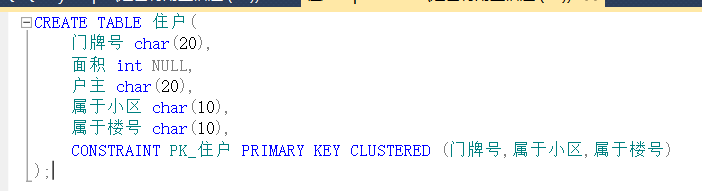 CREATE TABLE 住户(
门牌号 char(20),
面积 int NULL,
户主 char(20),
属于小区 char(10),
属于楼号 char(10),
CONSTRAINT PK_住户 PRIMARY KEY CLUSTERED (门牌号,属于小区,属于楼号)
);